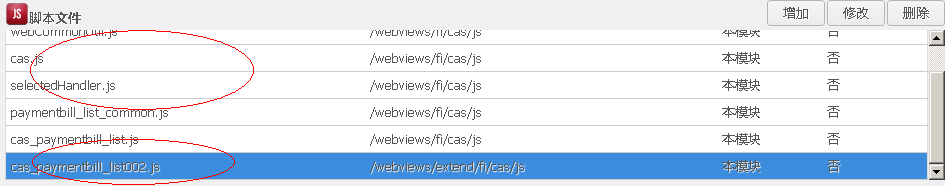 JS 脚本文件 增加 修改 删除
webCommonUtil.js /webviews/fi/cas/js 本模块 否
cas.js /webviews/fi/cas/js 本模块 否
selectedHandler.js /webviews/fi/cas/js 本模块 否
paymentbill_list_common.js /webviews/fi/cas/js 本模块 否
cas_paymentbill_list.js /webviews/fi/cas/js 本模块 否
cas_paymentbill_list002.js /webviews/extend/fi/cas/js 本模块 否